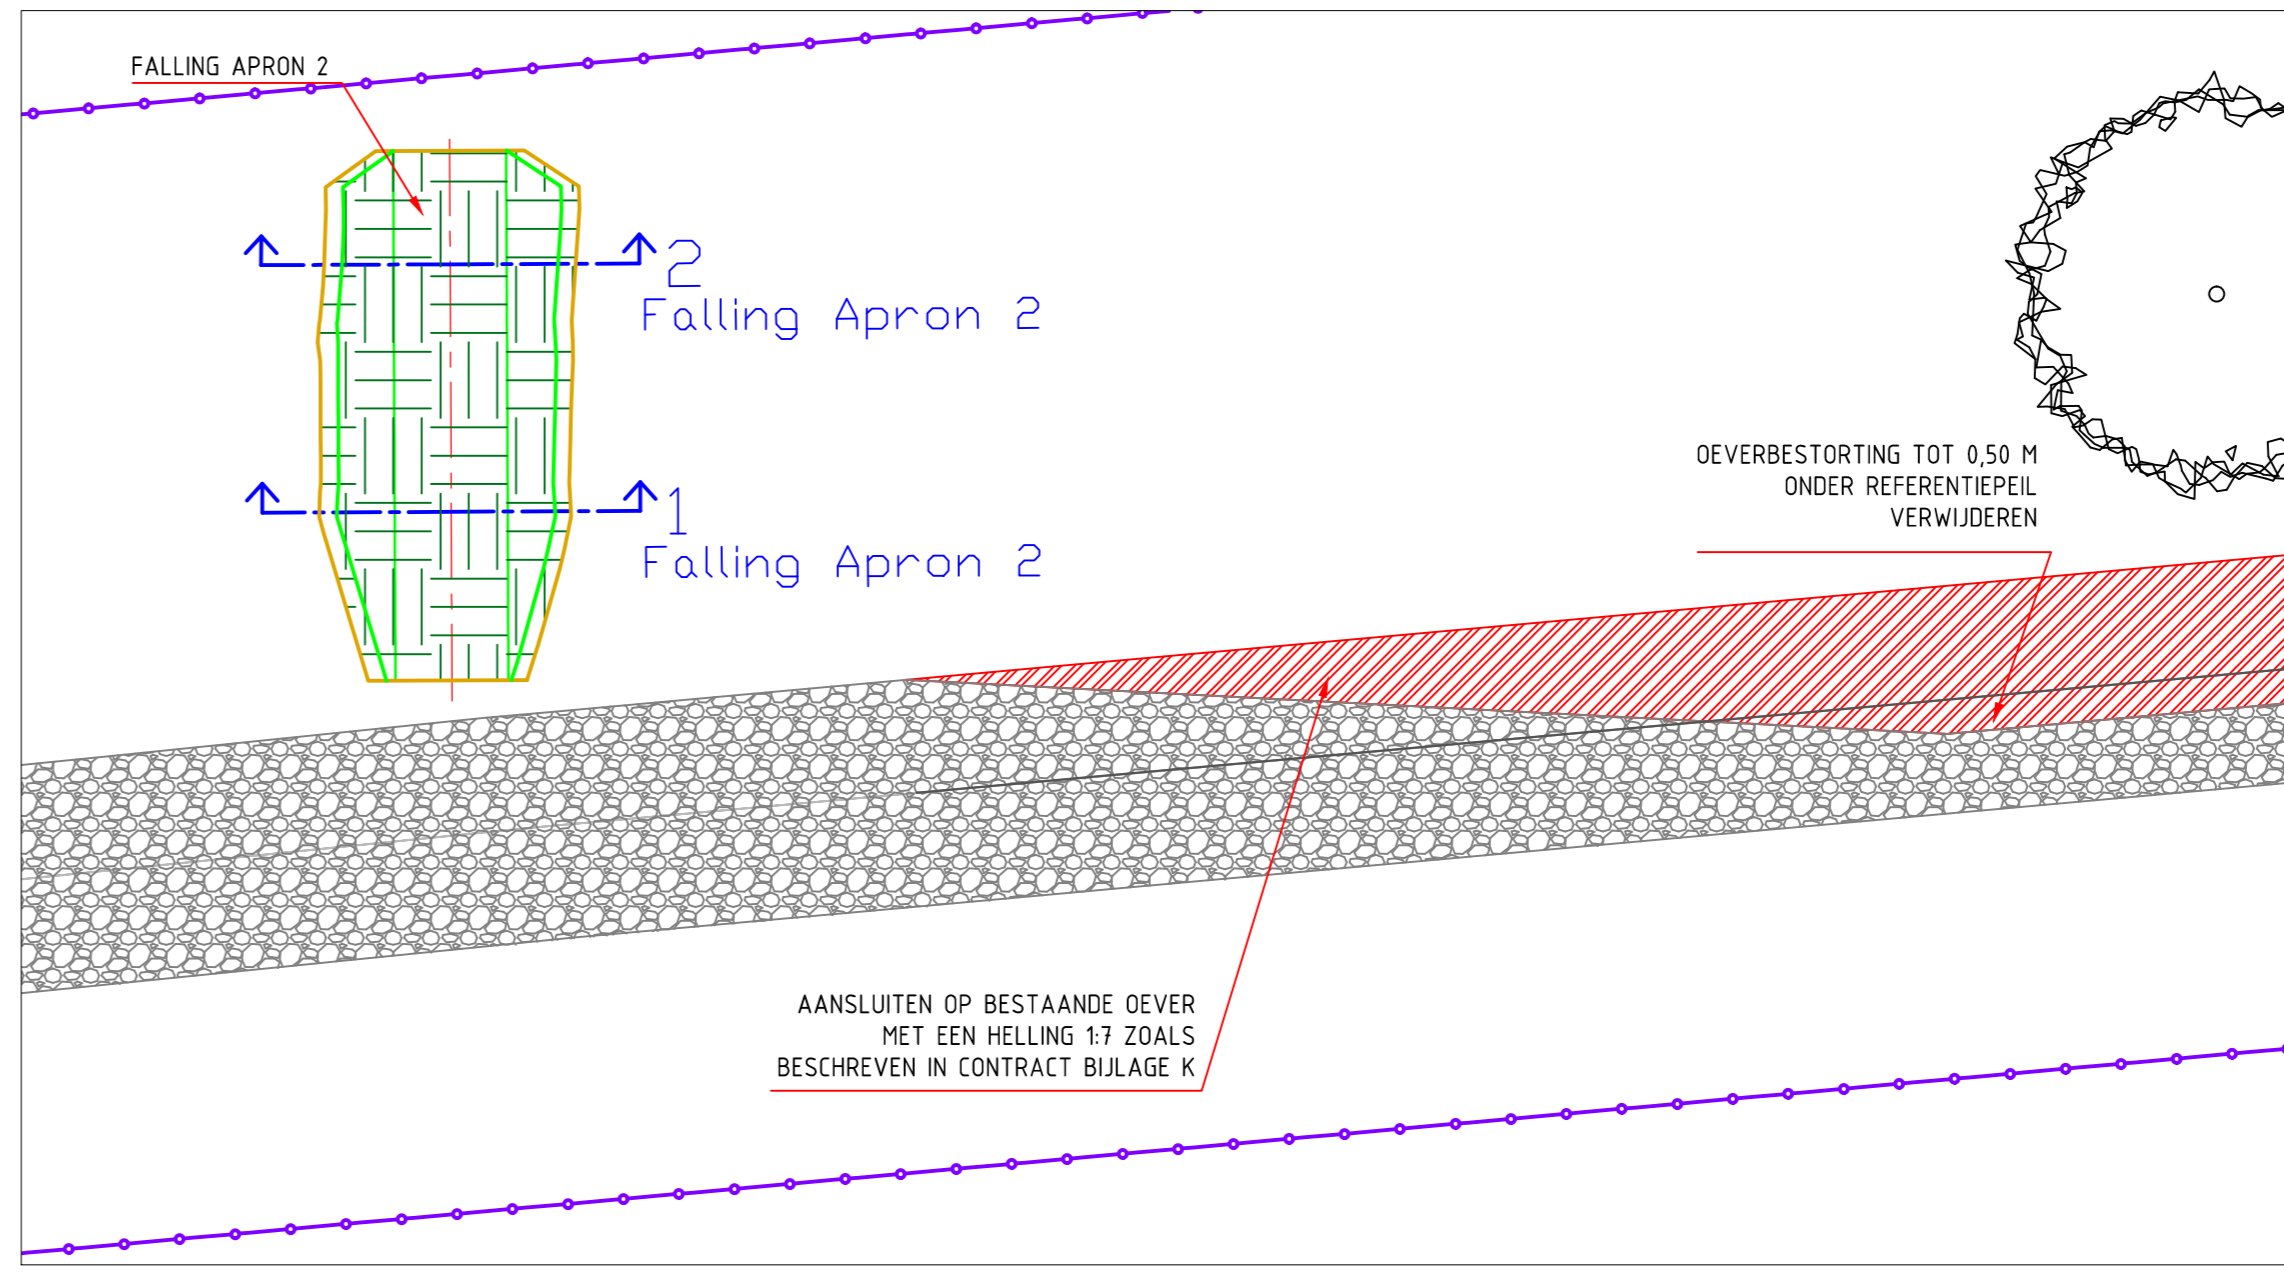 FALLING APRON 2
2
Falling Apron 2
OEVERBESTORTING TOT 0,50 M
ONDER REFERENTIEPEIL
VERWIJDEREN
1
Falling Apron 2
AANSLUITEN OP BESTAANDE OEVER
MET EEN HELLING 1:7 ZOALS
BESCHREVEN IN CONTRACT BIJLAGE K